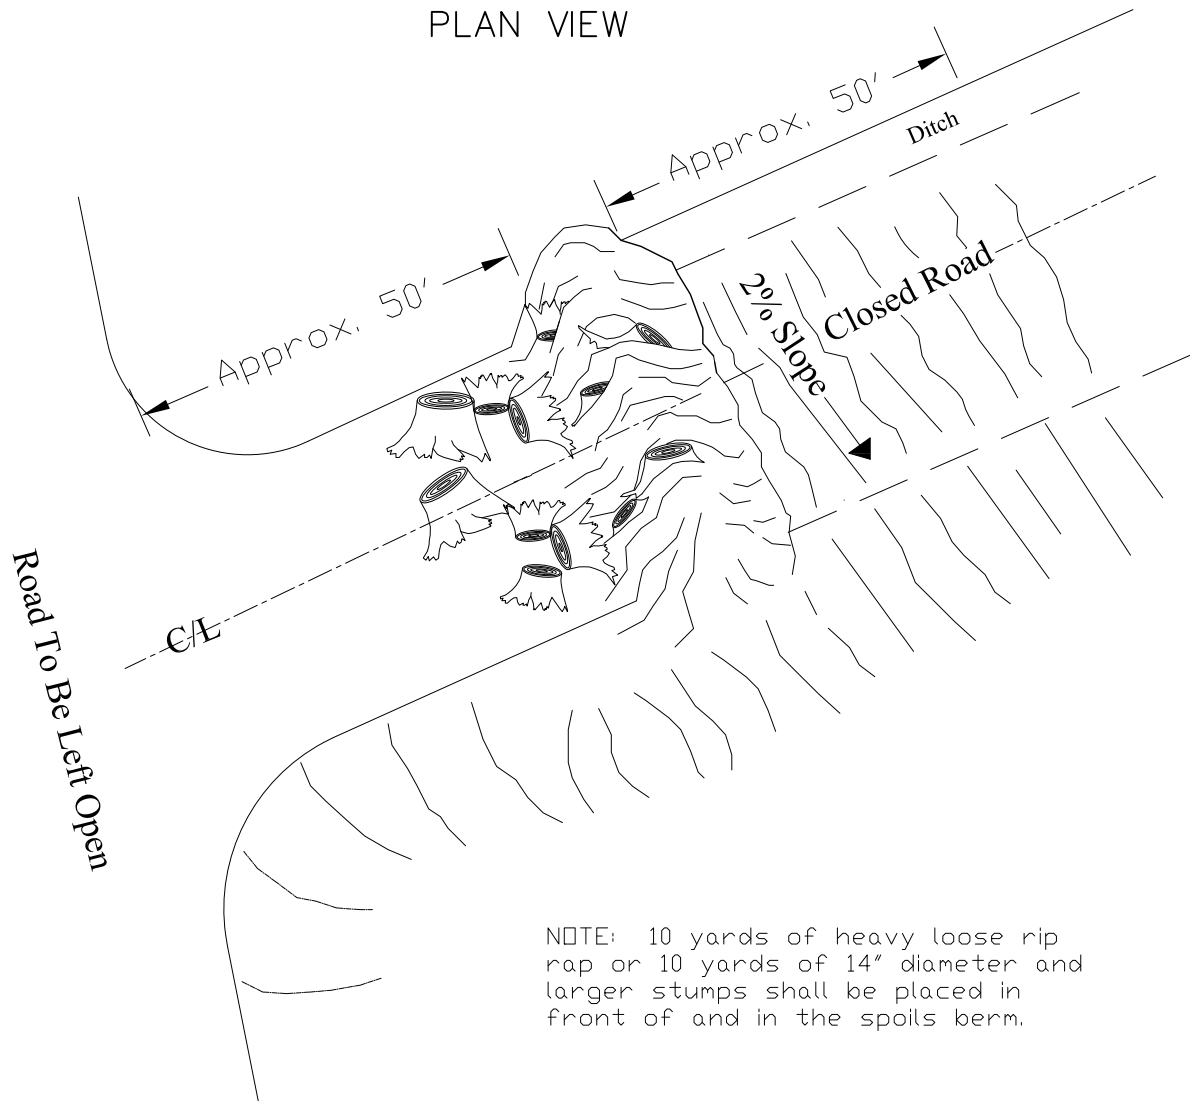 PLAN VIEW
Approx. 50'
Ditch
Approx. 50'
Closed Road
2% Slope
C/L
Road To Be Left Open
NOTE: 10 yards of heavy loose rip
rap or 10 yards of 14" diameter and
larger stumps shall be placed in
front of and in the spoils berm.